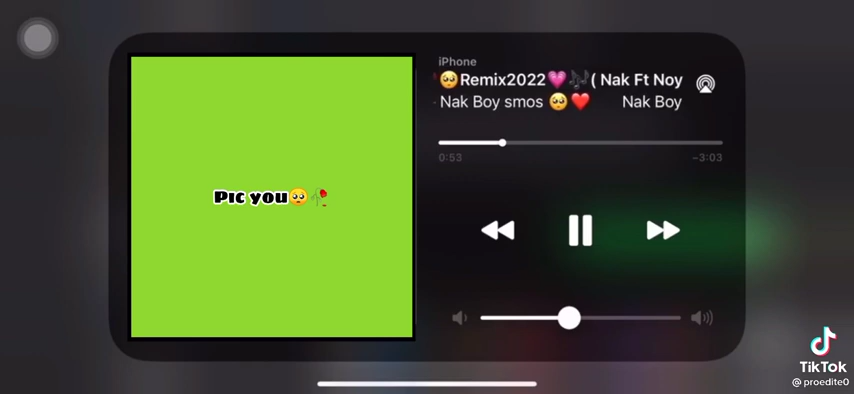 iPhone
🥺Remix2022💗🎶( Nak Ft Noy
Nak Boy smos 🥺❤️ Nak Boy
0:53
−3:03
Pic you🥺🥀
TikTok
@proedite0